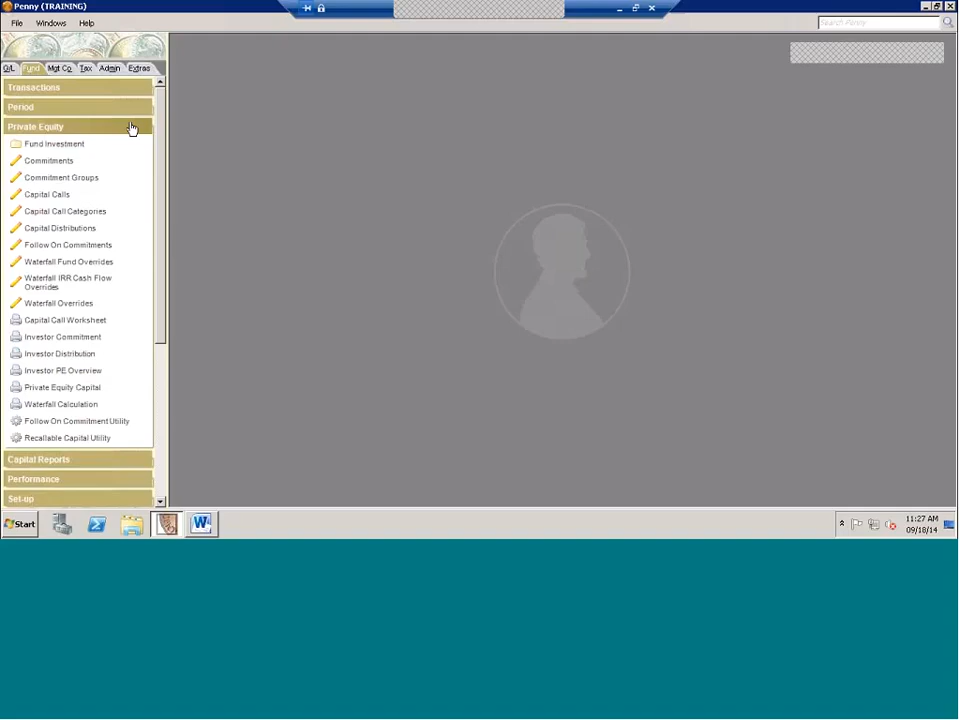 Penny (TRAINING)
File Windows Help
Search Penny
G/L Fund Mgt Co Tax Admin Extras
Transactions
Period
Private Equity
Fund Investment
Commitments
Commitment Groups
Capital Calls
Capital Call Categories
Capital Distributions
Follow On Commitments
Waterfall Fund Overrides
Waterfall IRR Cash Flow
Overrides
Waterfall Overrides
Capital Call Worksheet
Investor Commitment
Investor Distribution
Investor PE Overview
Private Equity Capital
Waterfall Calculation
Follow On Commitment Utility
Recallable Capital Utility
Capital Reports
Performance
Set-up
Start
11:27 AM
09/18/14